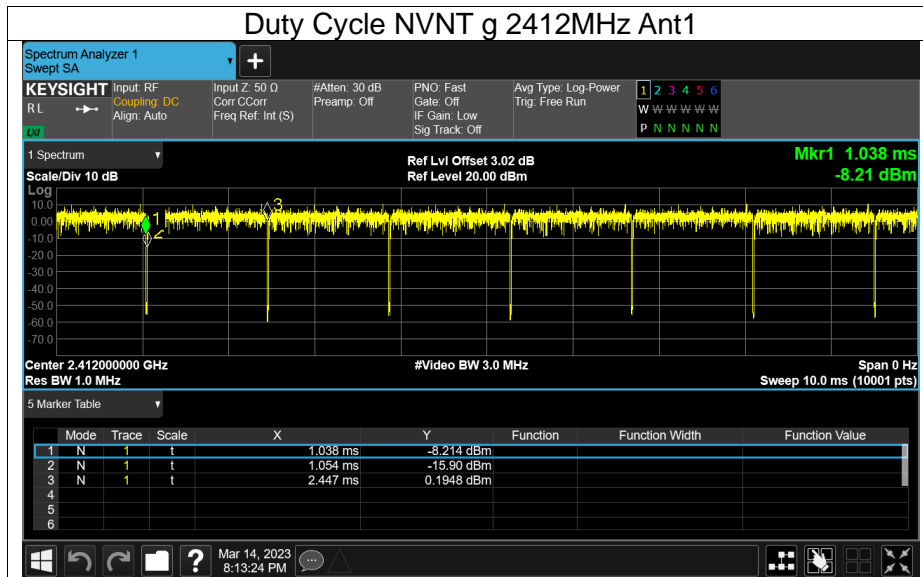 Duty Cycle NVNT g 2412MHz Ant1
Spectrum Analyzer 1
Swept SA
+
KEYSIGHT Input: RF Input Z: 50 Ω #Atten: 30 dB PNO: Fast Avg Type: Log-Power 1 2 3 4 5 6
RL Coupling: DC Corr CCorr Preamp: Off Gate: Off Trig: Free Run W W W W W W
Align: Auto Freq Ref: Int (S) IF Gain: Low
LXI Sig Track: Off P N N N N N
1 Spectrum Ref Lvl Offset 3.02 dB Mkr1 1.038 ms
Scale/Div 10 dB Ref Level 20.00 dBm -8.21 dBm
Log
10.0
0.00
-10.0
-20.0
-30.0
-40.0
-50.0
-60.0
-70.0
1
2
3
Center 2.412000000 GHz #Video BW 3.0 MHz Span 0 Hz
Res BW 1.0 MHz Sweep 10.0 ms (10001 pts)
5 Marker Table
Mode Trace Scale X Y Function Function Width Function Value
1 N 1 t 1.038 ms -8.214 dBm
2 N 1 t 1.054 ms -15.90 dBm
3 N 1 t 2.447 ms 0.1948 dBm
4
5
6
? Mar 14, 2023
8:13:24 PM